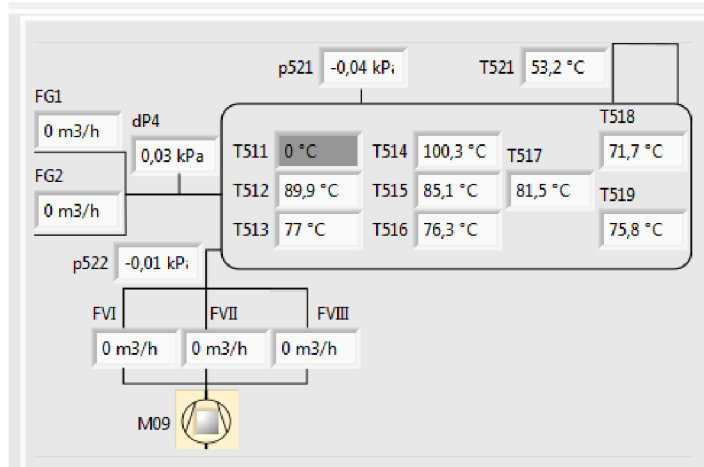 p521 -0,04 kPa T521 53,2 °C
FG1
0 m3/h
dP4
0,03 kPa
FG2
0 m3/h
T518
T511 0 °C T514 100,3 °C T517 71,7 °C
T512 89,9 °C T515 85,1 °C 81,5 °C T519
T513 77 °C T516 76,3 °C 75,8 °C
p522 -0,01 kPa
FVI FVII FVIII
0 m3/h 0 m3/h 0 m3/h
M09